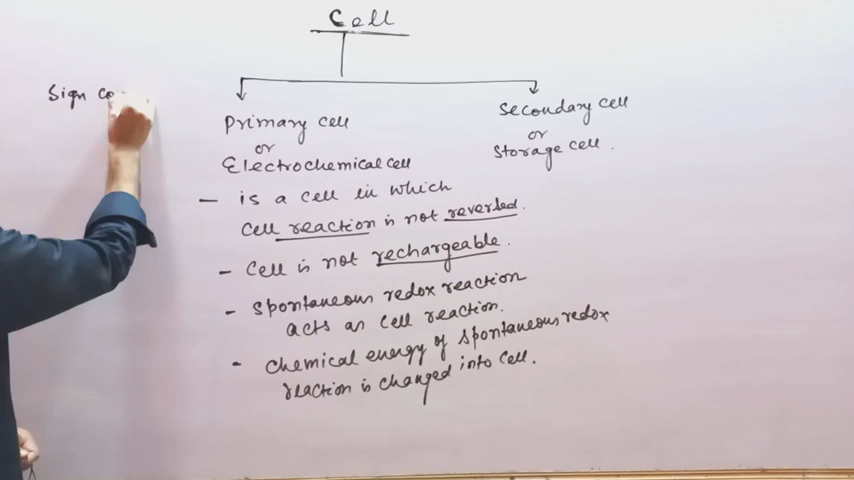 Cell
Sign co
Primary cell
or
Electrochemical cell
Secondary cell
or
Storage cell.
- is a cell in which
cell reaction is not reversed.
- Cell is not rechargeable.
- Spontaneous redox reaction
acts as cell reaction.
- chemical energy of spontaneous redox
reaction is changed into cell.